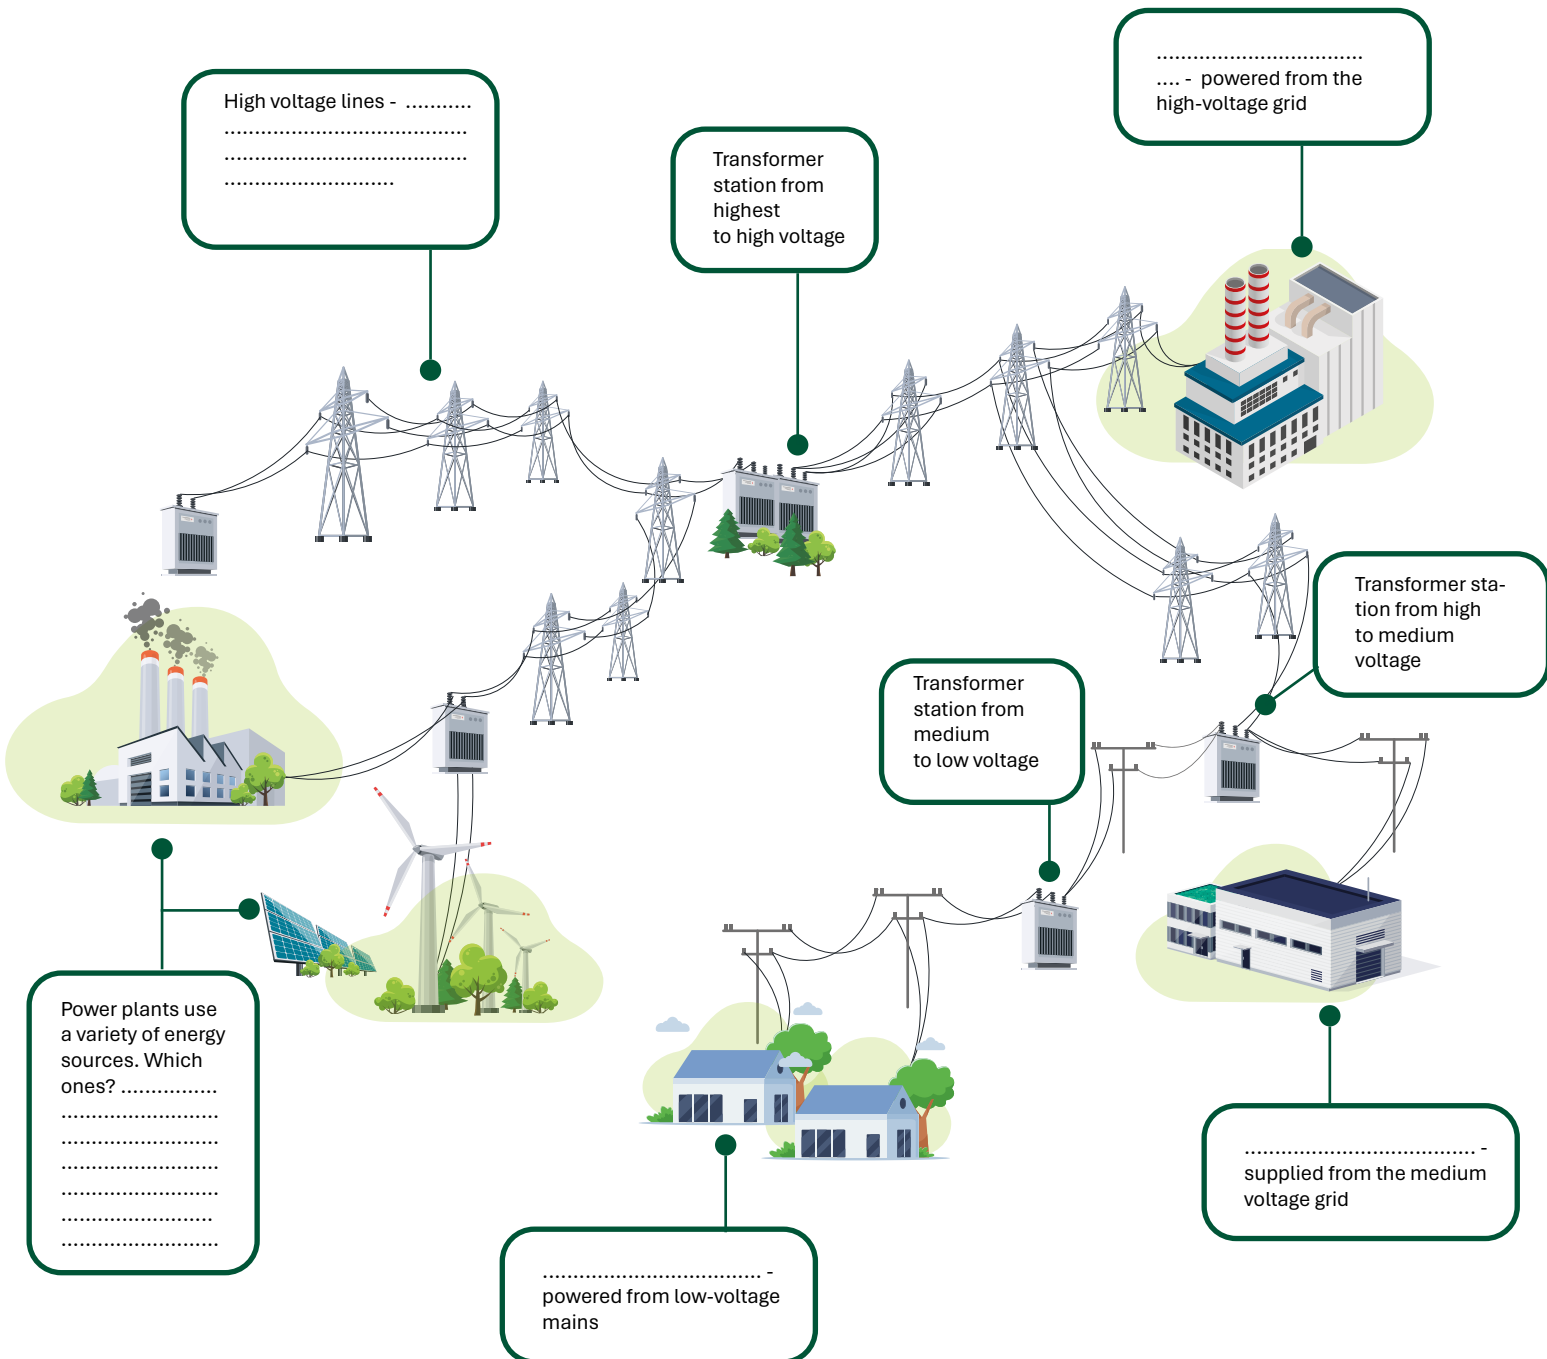 ....................................
.... - powered from the
high-voltage grid
High voltage lines - ...........
........................................
........................................
............................
Transformer
station from
highest
to high voltage
Transformer sta-
tion from high
to medium
voltage
Transformer
station from
medium
to low voltage
Power plants use
a variety of energy
sources. Which
ones? ................
..........................
..........................
..........................
..........................
.........................
..........................
...................................... -
supplied from the medium
voltage grid
.................................... -
powered from low-voltage
mains